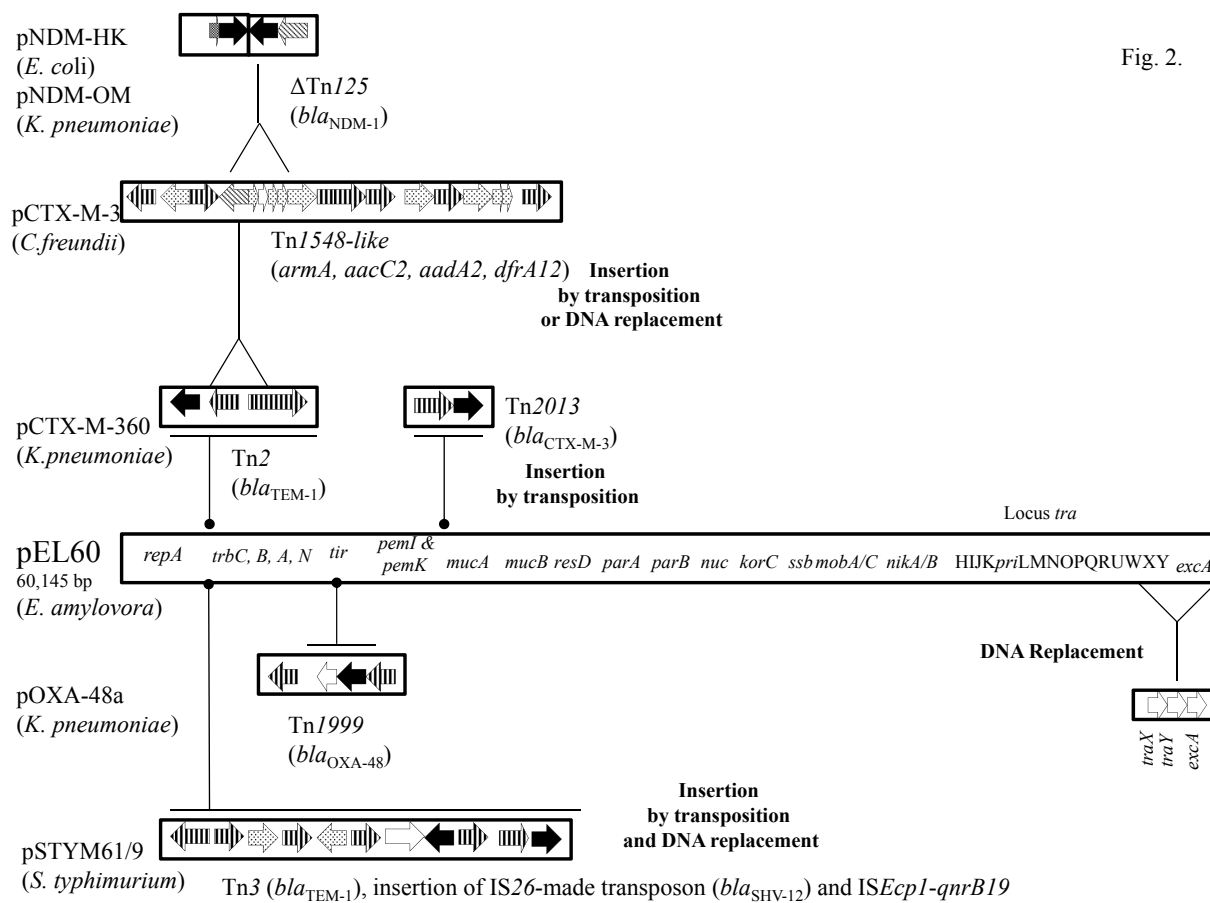 pNDM-HK
(E. coli)
pNDM-OM
(K. pneumoniae)
Fig. 2.
ΔTn125
(blaNDM-1)
pCTX-M-3
(C.freundii)
Tn1548-like
(armA, aacC2, aadA2, dfrA12)
Insertion
by transposition
or DNA replacement
pCTX-M-360
(K.pneumoniae)
Tn2
(blaTEM-1)
Tn2013
(blaCTX-M-3)
Insertion
by transposition
Locus tra
pEL60
60,145 bp
(E. amylovora)
repA trbC, B, A, N tir pemI & pemK mucA mucB resD parA parB nuc korC ssb mobA/C nikA/B HIJKpriLMNOPQRUWXY excA
DNA Replacement
pOXA-48a
(K. pneumoniae)
Tn1999
(blaOXA-48)
traX
traY
excA
Insertion
by transposition
and DNA replacement
pSTYM61/9
(S. typhimurium)
Tn3 (blaTEM-1), insertion of IS26-made transposon (blaSHV-12) and ISEcp1-qnrB19